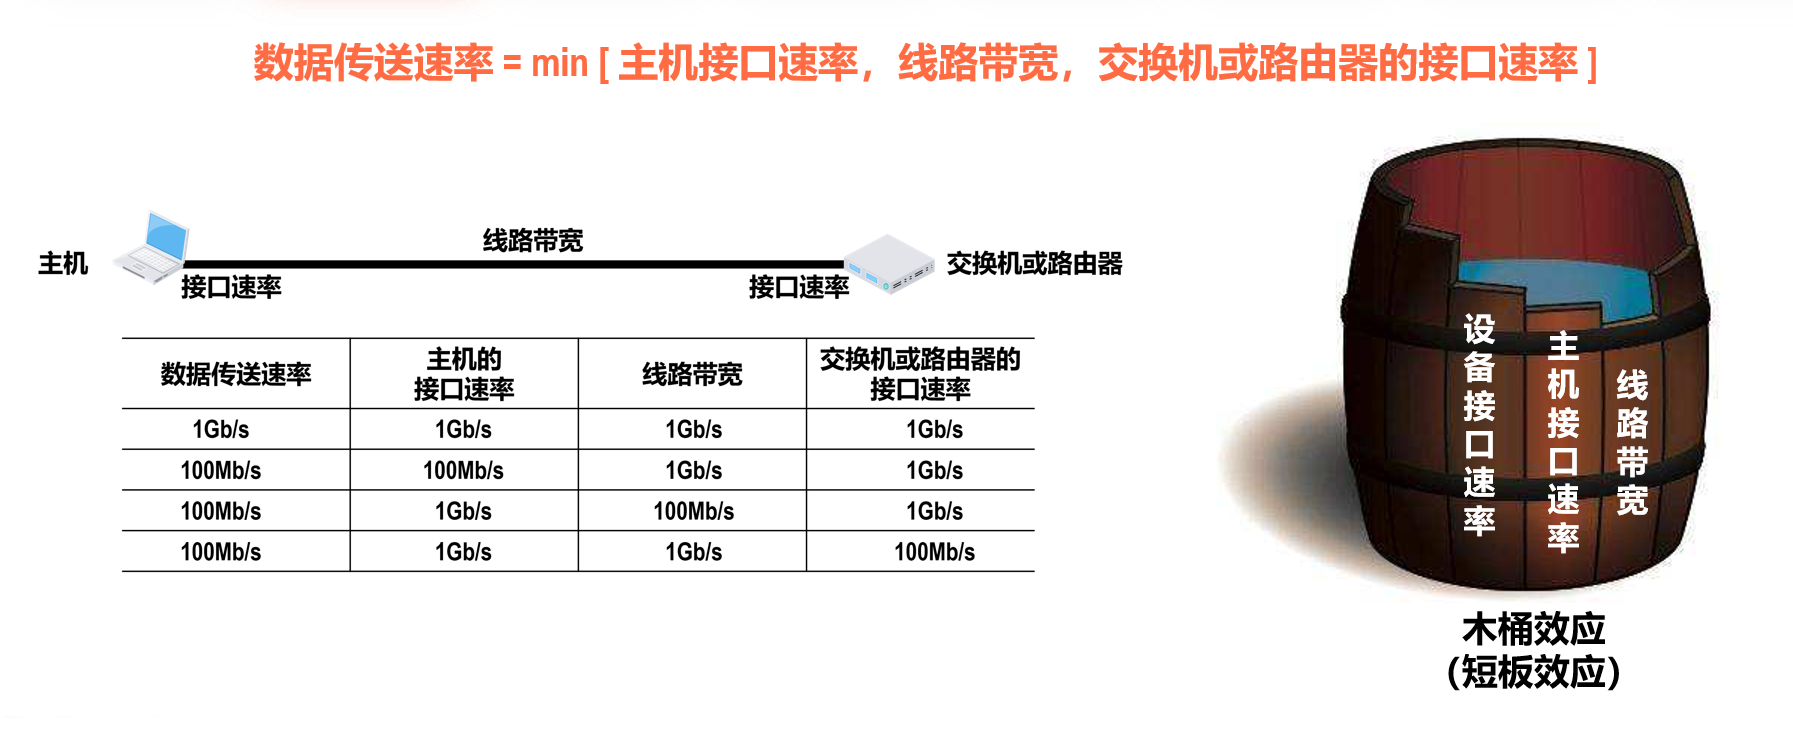 数据传送速率 = min [ 主机接口速率，线路带宽，交换机或路由器的接口速率 ]
主机
线路带宽
交换机或路由器
接口速率
接口速率
数据传送速率
主机的
接口速率
线路带宽
交换机或路由器的
接口速率
1Gb/s
1Gb/s
1Gb/s
1Gb/s
100Mb/s
100Mb/s
1Gb/s
1Gb/s
100Mb/s
1Gb/s
100Mb/s
1Gb/s
100Mb/s
1Gb/s
1Gb/s
100Mb/s
设备接口速率
主机接口速率
线路带宽
木桶效应
(短板效应)